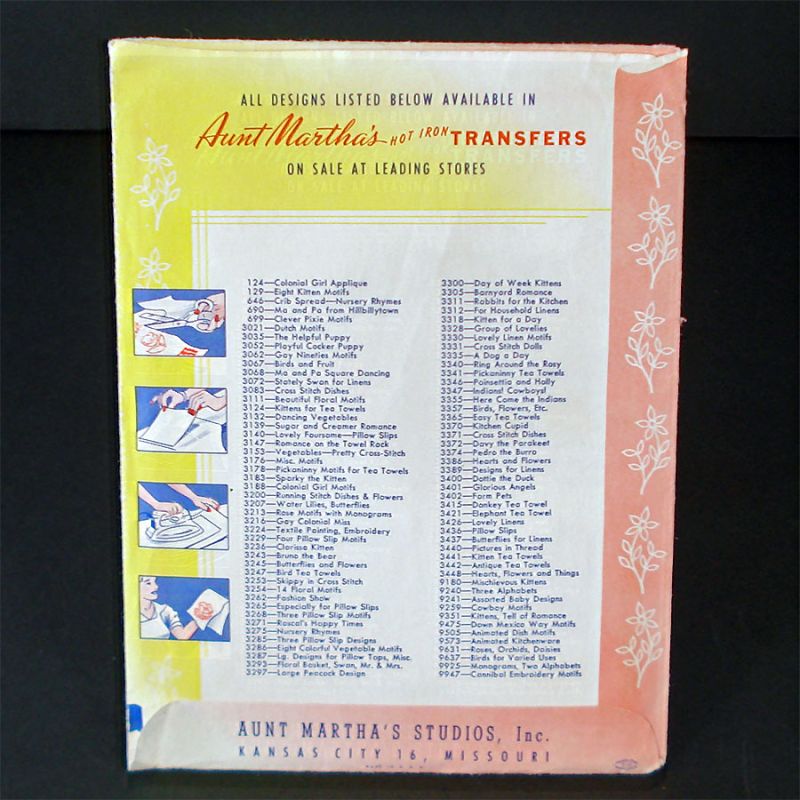 ALL DESIGNS LISTED BELOW AVAILABLE IN
Aunt Martha's HOT IRON TRANSFERS
ON SALE AT LEADING STORES
124—Colonial Girl Applique
129—Eight Kitten Motifs
646—Crib Spread—Nursery Rhymes
690—Ma and Pa from Hillbillytown
699—Clever Pixie Motifs
3021—Dutch Motifs
3035—The Helpful Puppy
3052—Playful Cocker Puppy
3062—Gay Nineties Motifs
3067—Birds and Fruit
3068—Ma and Pa Square Dancing
3072—Stately Swan for Linens
3083—Cross Stitch Dishes
3111—Beautiful Floral Motifs
3124—Kittens for Tea Towels
3132—Dancing Vegetables
3139—Sugar and Creamer Romance
3140—Lovely Foursome—Pillow Slips
3147—Romance on the Towel Rack
3153—Vegetables—Pretty Cross-Stitch
3176—Misc. Motifs
3178—Pickaninny Motifs for Tea Towels
3183—Sparky the Kitten
3188—Colonial Girl Motifs
3200—Running Stitch Dishes & Flowers
3207—Water Lilies, Butterflies
3213—Rose Motifs with Monograms
3216—Gay Colonial Miss
3224—Textile Painting, Embroidery
3229—Four Pillow Slip Motifs
3236—Clarissa Kitten
3243—Bruno the Bear
3245—Butterflies and Flowers
3247—Bird Tea Towels
3253—Skippy in Cross Stitch
3254—14 Floral Motifs
3262—Fashion Show
3265—Especially for Pillow Slips
3268—Three Pillow Slip Motifs
3271—Rascal's Happy Times
3275—Nursery Rhymes
3285—Three Pillow Slip Designs
3286—Eight Colorful Vegetable Motifs
3287—Lg. Designs for Pillow Tops, Misc.
3293—Floral Basket, Swan, Mr. & Mrs.
3297—Large Peacock Design
3300—Day of Week Kittens
3305—Barnyard Romance
3311—Rabbits for the Kitchen
3312—For Household Linens
3318—Kitten for a Day
3328—Group of Lovelies
3330—Lovely Linen Motifs
3331—Cross Stitch Dolls
3335—A Dog a Day
3340—Ring Around the Rosy
3341—Pickaninny Tea Towels
3346—Poinsettia and Holly
3347—Indians! Cowboys!
3355—Here Come the Indians
3357—Birds, Flowers, Etc.
3365—Easy Tea Towels
3370—Kitchen Cupid
3371—Cross Stitch Dishes
3372—Davy the Parakeet
3374—Pedro the Burro
3386—Hearts and Flowers
3389—Designs for Linens
3400—Dottie the Duck
3401—Glorious Angels
3402—Farm Pets
3415—Donkey Tea Towel
3421—Elephant Tea Towel
3426—Lovely Linens
3436—Pillow Slips
3437—Butterflies for Linens
3440—Pictures in Thread
3441—Kitten Tea Towels
3442—Antique Tea Towels
3448—Hearts, Flowers and Things
9180—Mischievous Kittens
9240—Three Alphabets
9241—Assorted Baby Designs
9259—Cowboy Motifs
9351—Kittens, Tell of Romance
9475—Down Mexico Way Motifs
9505—Animated Dish Motifs
9573—Animated Kitchenware
9631—Roses, Orchids, Daisies
9637—Birds for Varied Uses
9925—Monograms, Two Alphabets
9947—Cannibal Embroidery Motifs
AUNT MARTHA'S STUDIOS, Inc.
KANSAS CITY 16, MISSOURI